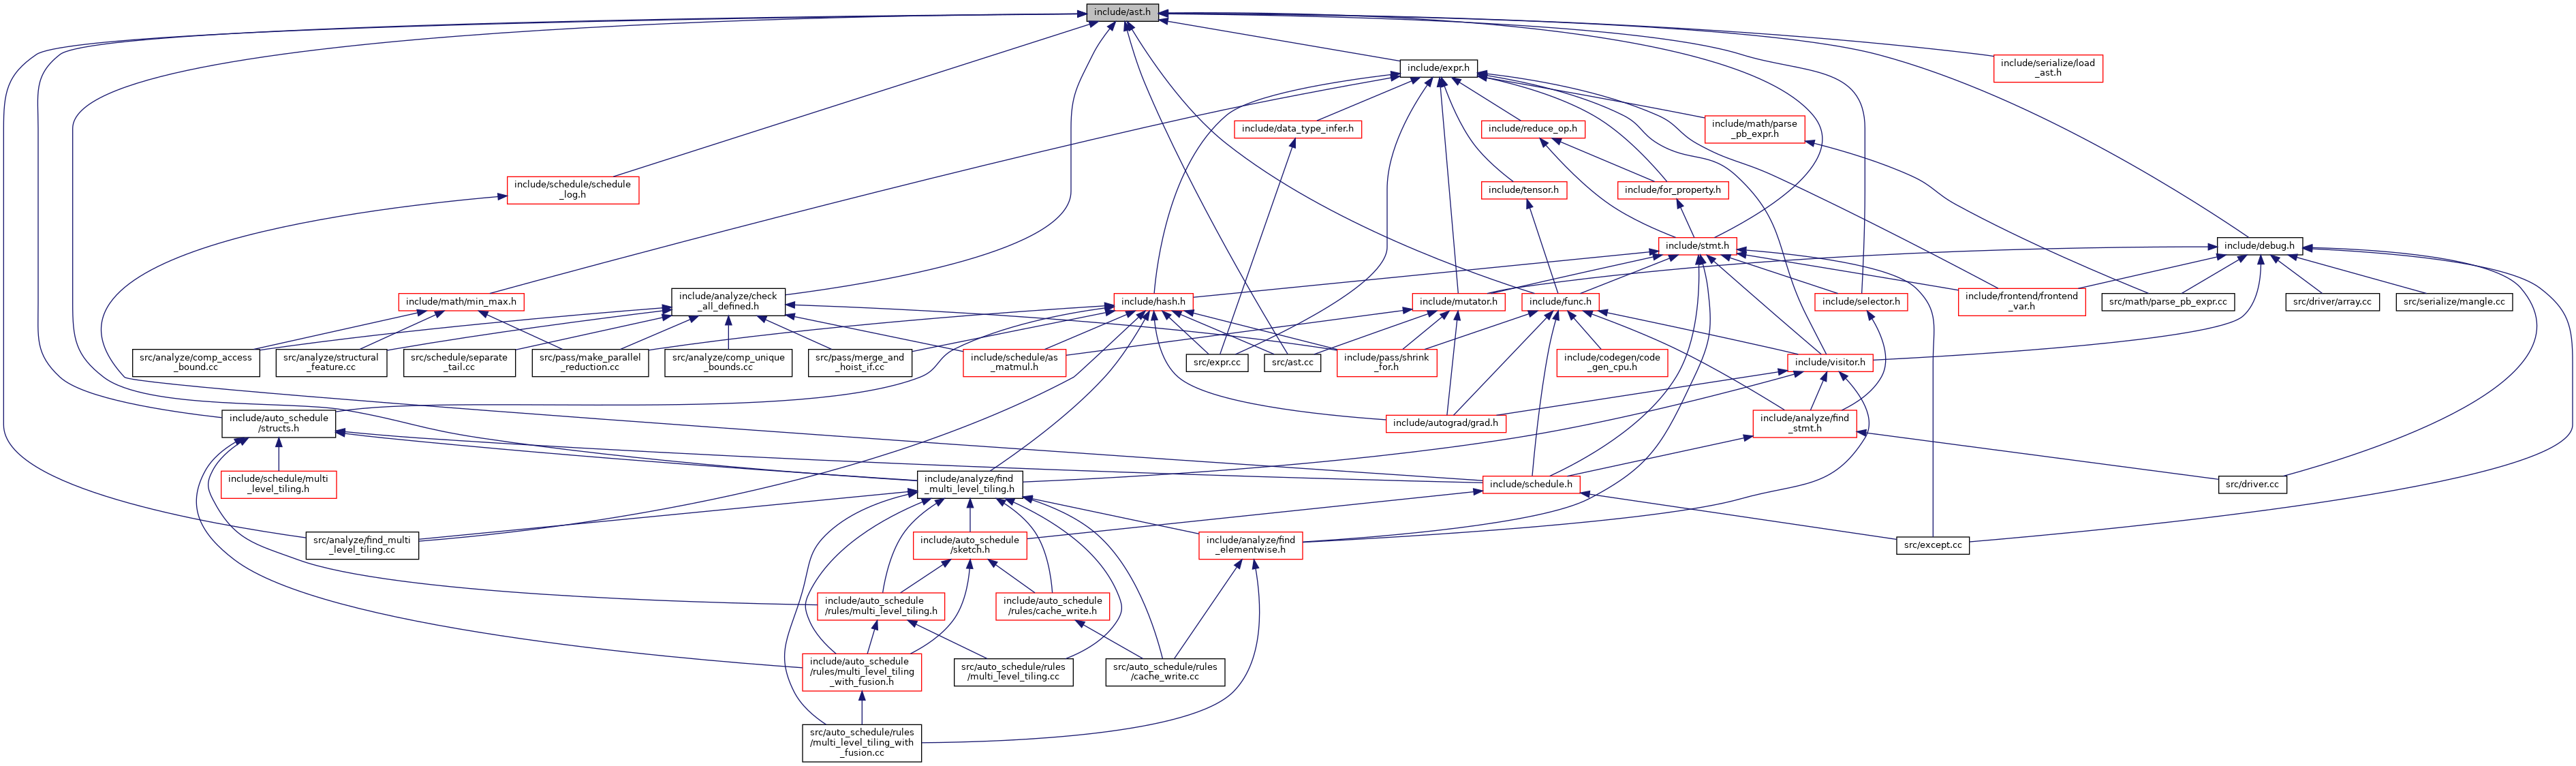 include/ast.h
include/expr.h
include/serialize/load
_ast.h
include/data_type_infer.h
include/reduce_op.h
include/math/parse
_pb_expr.h
include/schedule/schedule
_log.h
include/tensor.h
include/for_property.h
include/stmt.h
include/debug.h
include/math/min_max.h
include/analyze/check
_all_defined.h
include/hash.h
include/mutator.h
include/func.h
include/selector.h
include/frontend/frontend
_var.h
src/math/parse_pb_expr.cc
src/driver/array.cc
src/serialize/mangle.cc
src/analyze/comp_access
_bound.cc
src/analyze/structural
_feature.cc
src/schedule/separate
_tail.cc
src/pass/make_parallel
_reduction.cc
src/analyze/comp_unique
_bounds.cc
src/pass/merge_and
_hoist_if.cc
include/schedule/as
_matmul.h
src/expr.cc
src/ast.cc
include/pass/shrink
_for.h
include/codegen/code
_gen_cpu.h
include/visitor.h
include/auto_schedule
/structs.h
include/autograd/grad.h
include/analyze/find
_stmt.h
include/schedule/multi
_level_tiling.h
include/analyze/find
_multi_level_tiling.h
include/schedule.h
src/driver.cc
src/analyze/find_multi
_level_tiling.cc
include/auto_schedule
/sketch.h
include/analyze/find
_elementwise.h
src/except.cc
include/auto_schedule
/rules/multi_level_tiling.h
include/auto_schedule
/rules/cache_write.h
include/auto_schedule
/rules/multi_level_tiling
_with_fusion.h
src/auto_schedule/rules
/multi_level_tiling.cc
src/auto_schedule/rules
/cache_write.cc
src/auto_schedule/rules
/multi_level_tiling_with
_fusion.cc